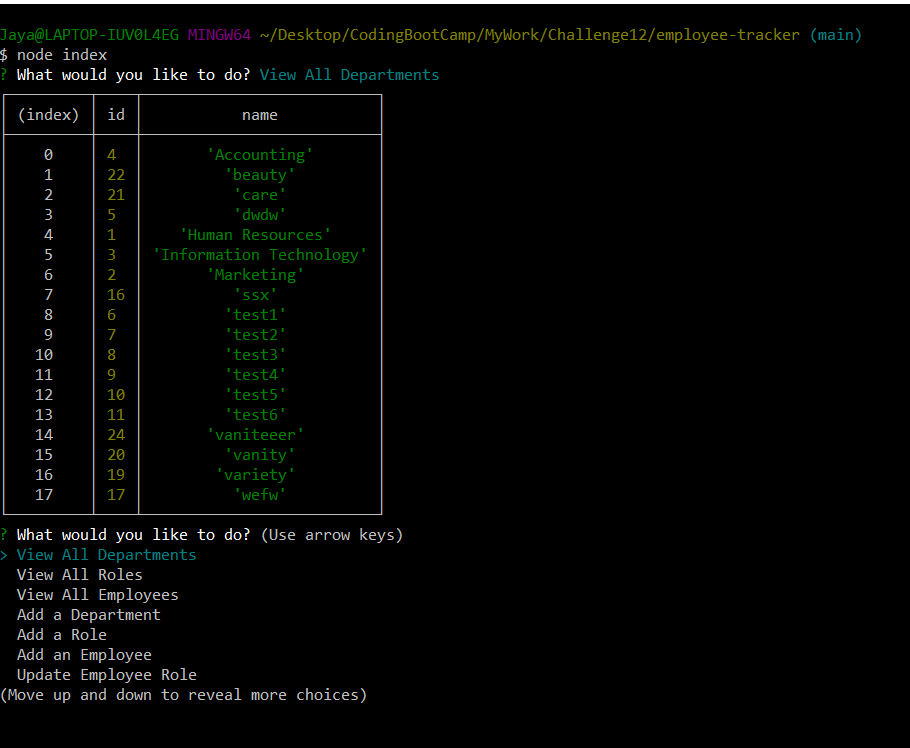 Jaya@LAPTOP-IUV0L4EG MINGW64 ~/Desktop/CodingBootCamp/MyWork/Challenge12/employee-tracker (main)
$ node index
? What would you like to do? View All Departments
(index) id name
0 4 'Accounting'
1 22 'beauty'
2 21 'care'
3 5 'dwdw'
4 1 'Human Resources'
5 3 'Information Technology'
6 2 'Marketing'
7 16 'ssx'
8 6 'test1'
9 7 'test2'
10 8 'test3'
11 9 'test4'
12 10 'test5'
13 11 'test6'
14 24 'vaniteeer'
15 20 'vanity'
16 19 'variety'
17 17 'wefw'
? What would you like to do? (Use arrow keys)
> View All Departments
View All Roles
View All Employees
Add a Department
Add a Role
Add an Employee
Update Employee Role
(Move up and down to reveal more choices)